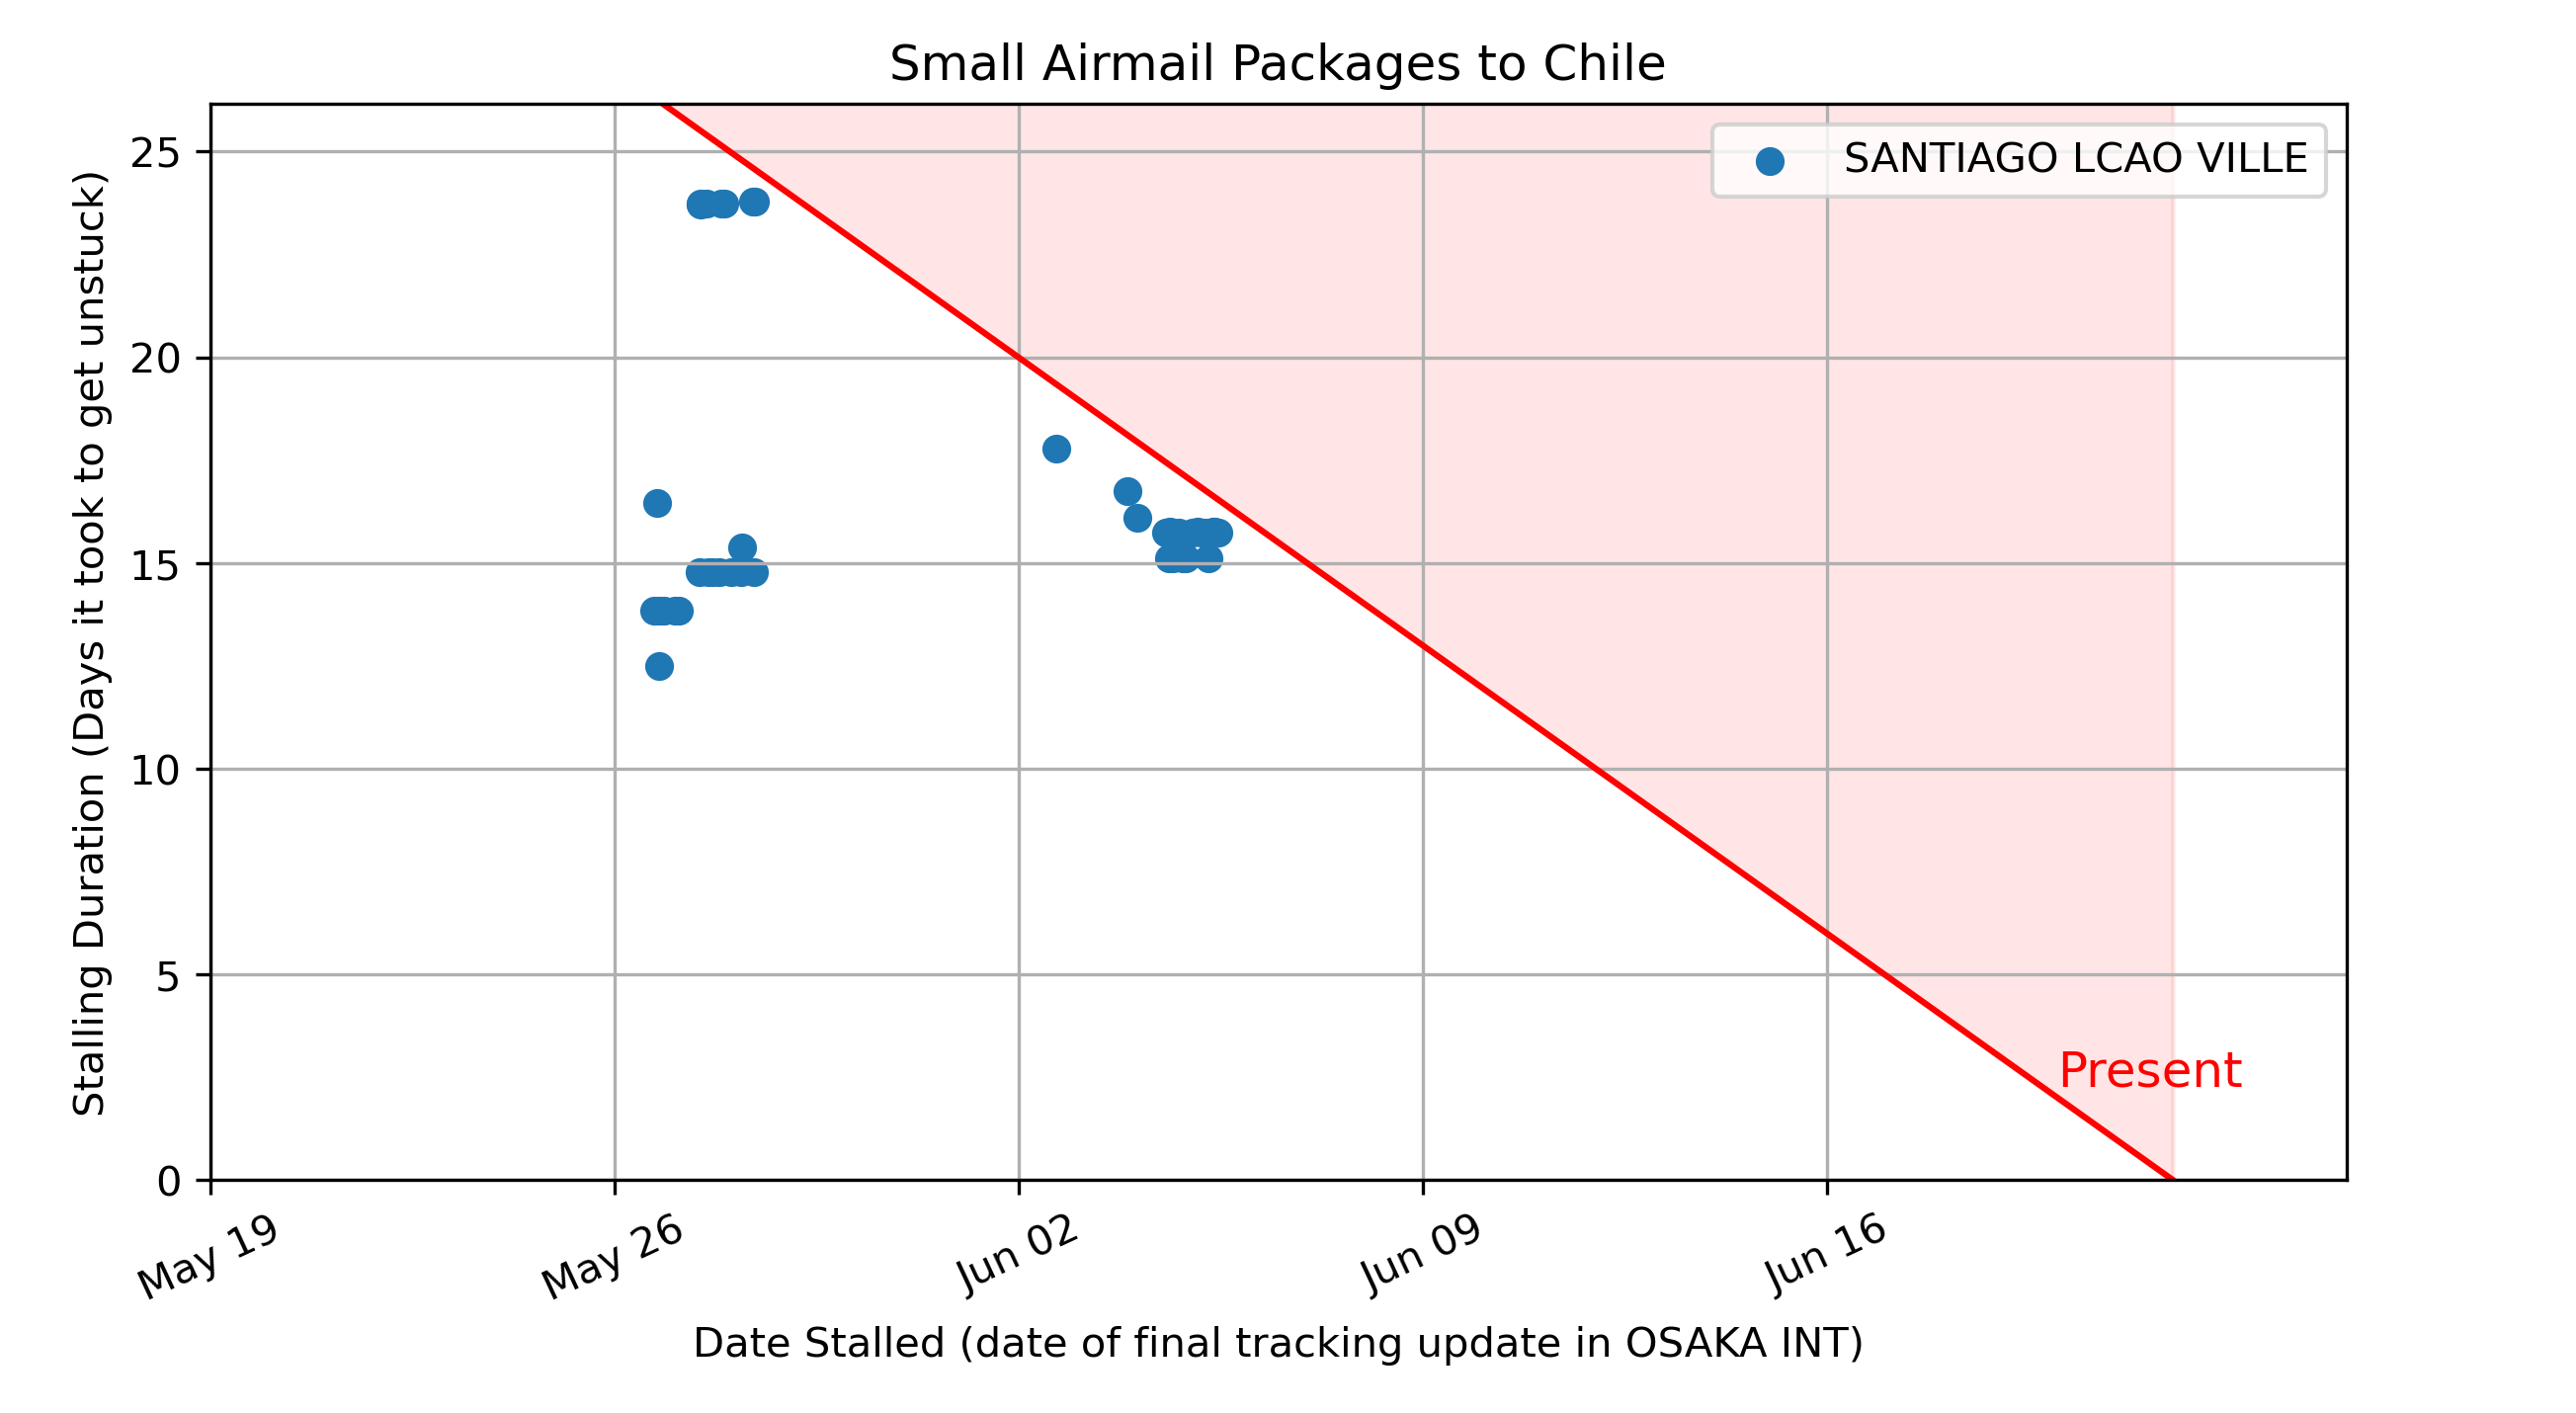 Small Airmail Packages to Chile
SANTIAGO LCAO VILLE
Stalling Duration (Days it took to get unstuck)
25
20
15
10
5
0
Present
May 19
May 26
Jun 02
Jun 09
Jun 16
Date Stalled (date of final tracking update in OSAKA INT)